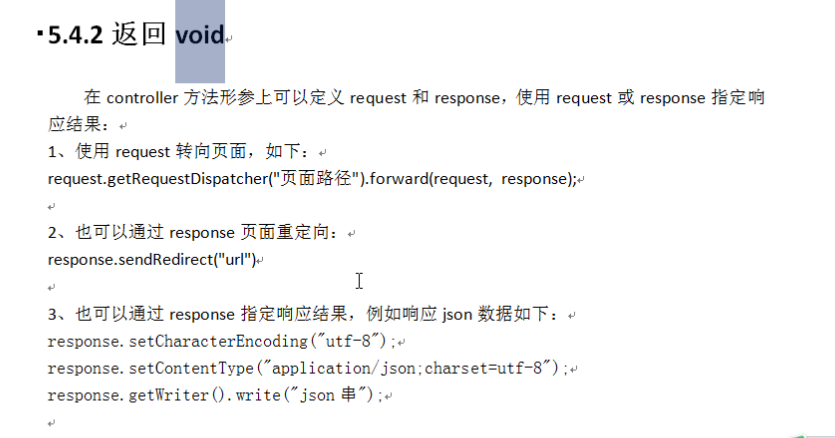 5.4.2 返回 void
在 controller 方法形参上可以定义 request 和 response，使用 request 或 response 指定响
应结果：
1、使用 request 转向页面，如下：
request.getRequestDispatcher("页面路径").forward(request, response);
2、也可以通过 response 页面重定向：
response.sendRedirect("url")
3、也可以通过 response 指定响应结果，例如响应 json 数据如下：
response.setCharacterEncoding("utf-8");
response.setContentType("application/json;charset=utf-8");
response.getWriter().write("json 串");